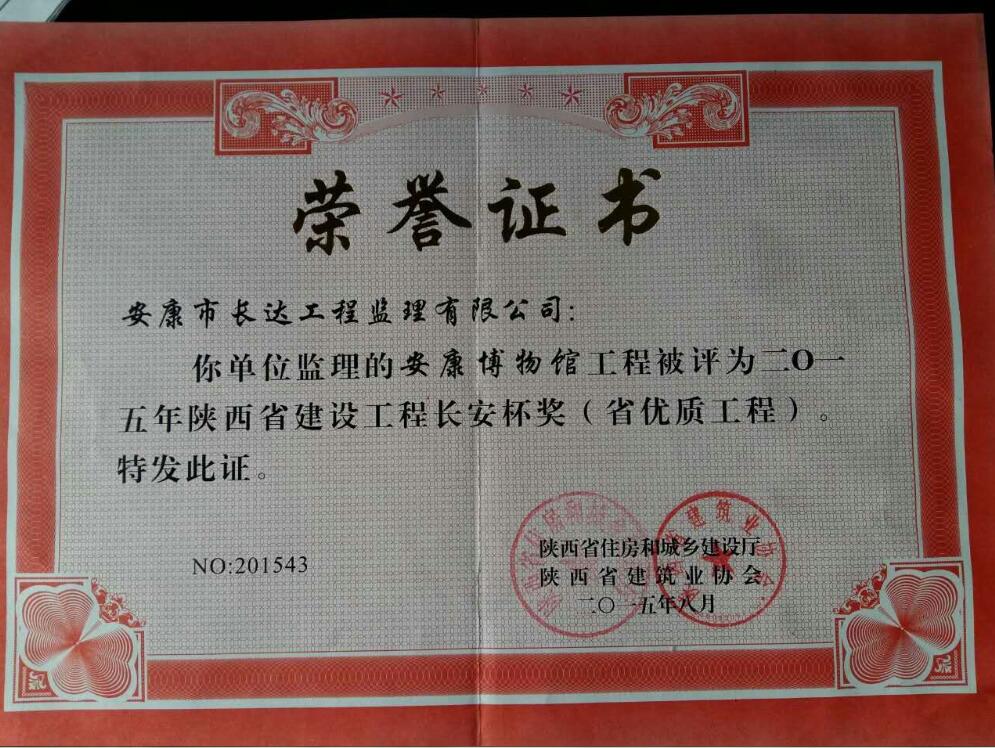 荣誉证书
安康市长达工程监理有限公司:
你单位监理的安康博物馆工程被评为二O一
五年陕西省建设工程长安杯奖(省优质工程)。
特发此证。
NO:201543
陕西省住房和城乡建设厅
陕西省建筑业协会
二〇一五年八月